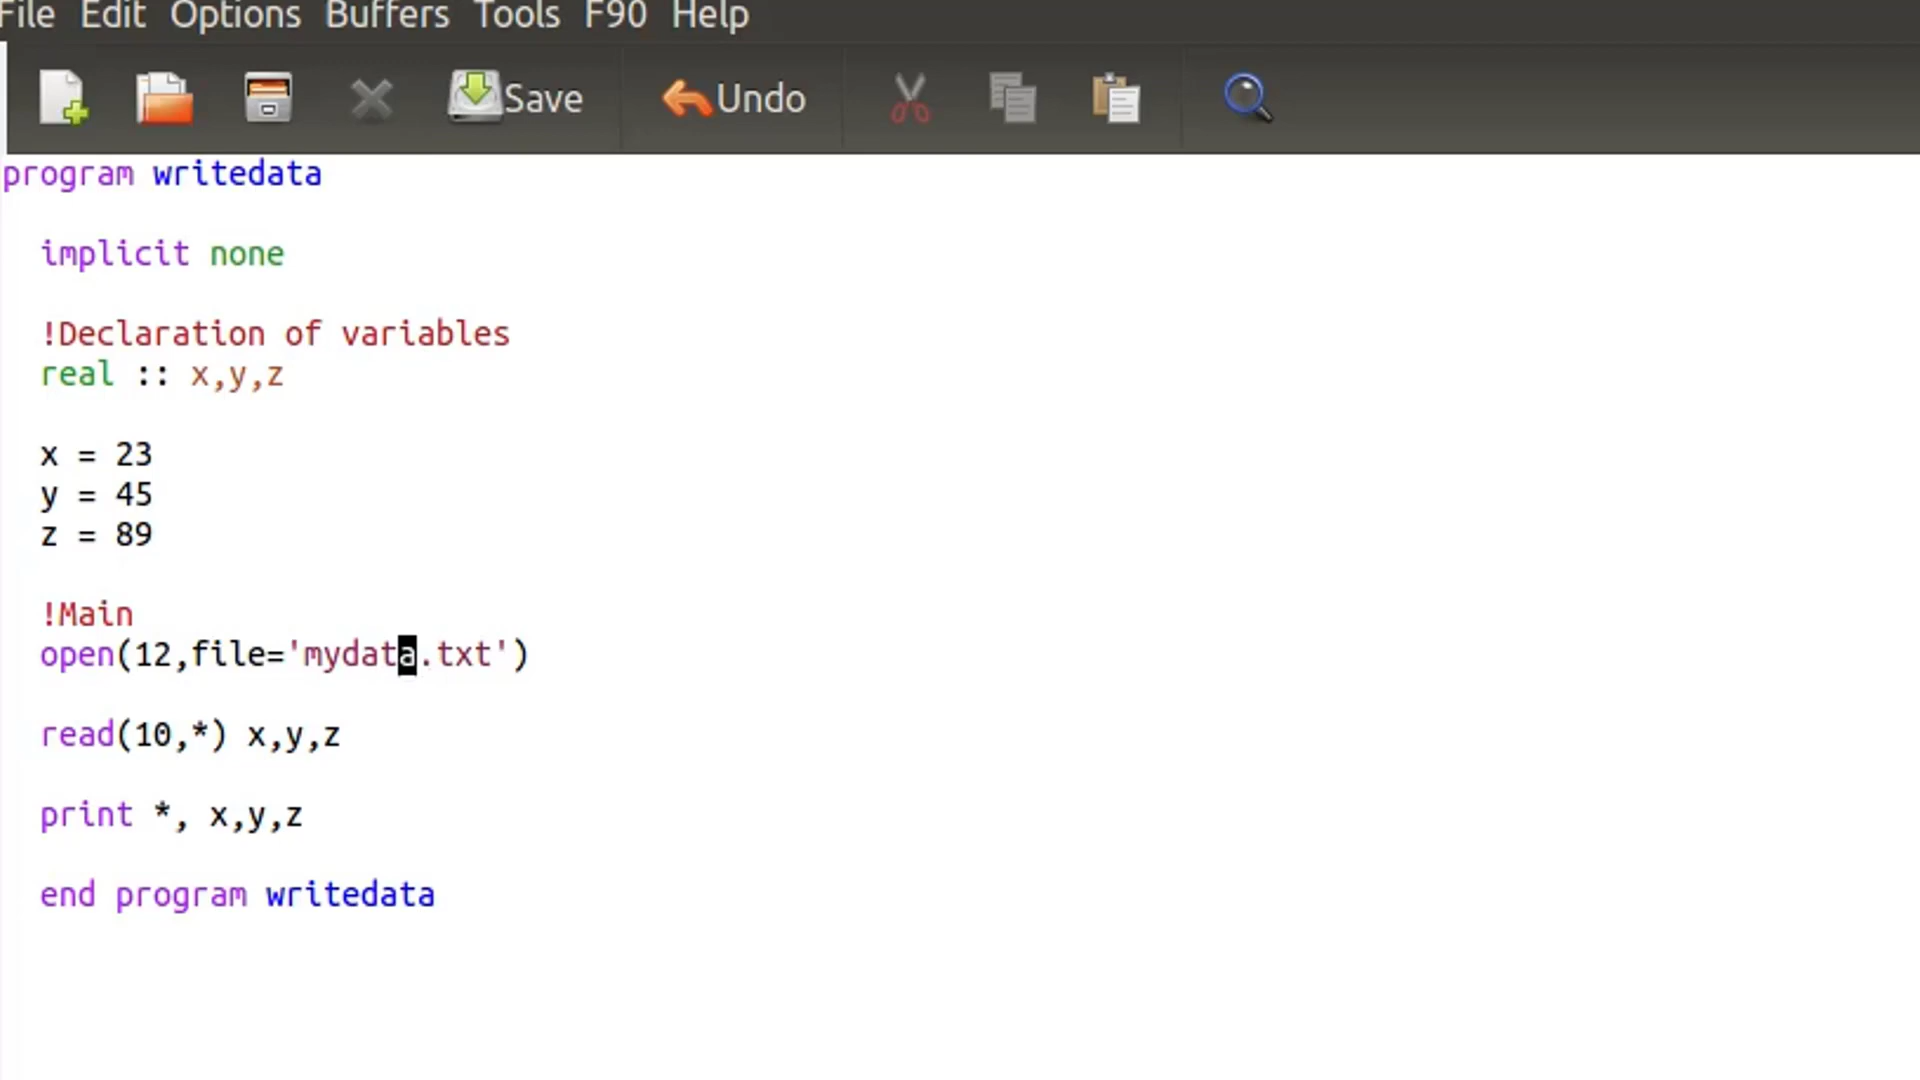 File Edit Options Buffers Tools F90 Help
Save Undo
program writedata
implicit none
!Declaration of variables
real :: x,y,z
x = 23
y = 45
z = 89
!Main
open(12,file='mydata.txt')
read(10,*) x,y,z
print *, x,y,z
end program writedata